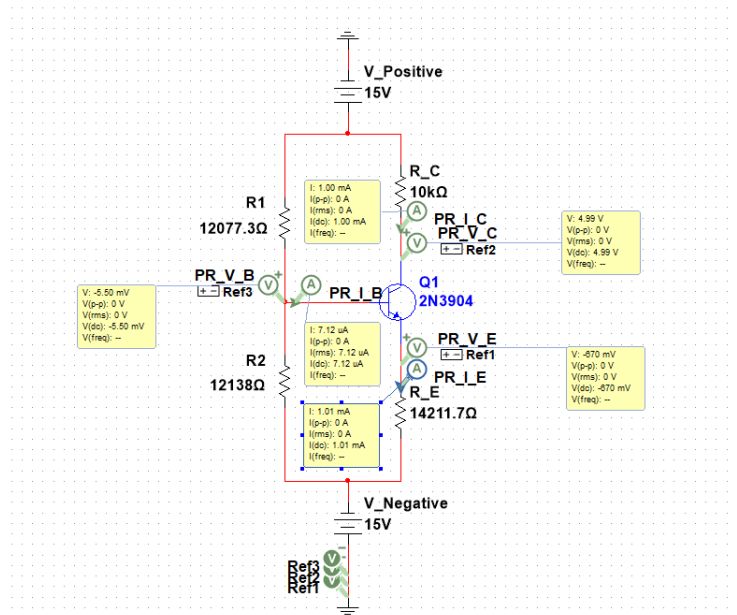 V_Positive
15V
R_C
10kΩ
I: 1.00 mA
I(p-p): 0 A
I(rms): 0 A
I(dc): 1.00 mA
I(freq): --
A
R1
12077.3Ω
PR_I_C
V
PR_V_C
+ - Ref2
V: 4.99 V
V(p-p): 0 V
V(rms): 0 V
V(dc): 4.99 V
V(freq): --
PR_V_B
+ - Ref3
V
+
A
PR_I_B
Q1
2N3904
V: -5.50 mV
V(p-p): 0 V
V(rms): 0 V
V(dc): -5.50 mV
V(freq): --
I: 7.12 uA
I(p-p): 0 A
I(rms): 7.12 uA
I(dc): 7.12 uA
I(freq): --
+
V
PR_V_E
+ - Ref1
V: -670 mV
V(p-p): 0 V
V(rms): 0 V
V(dc): -670 mV
V(freq): --
R2
12138Ω
A
PR_I_E
R_E
14211.7Ω
I: 1.01 mA
I(p-p): 0 A
I(rms): 0 A
I(dc): 1.01 mA
I(freq): --
V_Negative
15V
V
Ref3
Ref2
V
Ref1